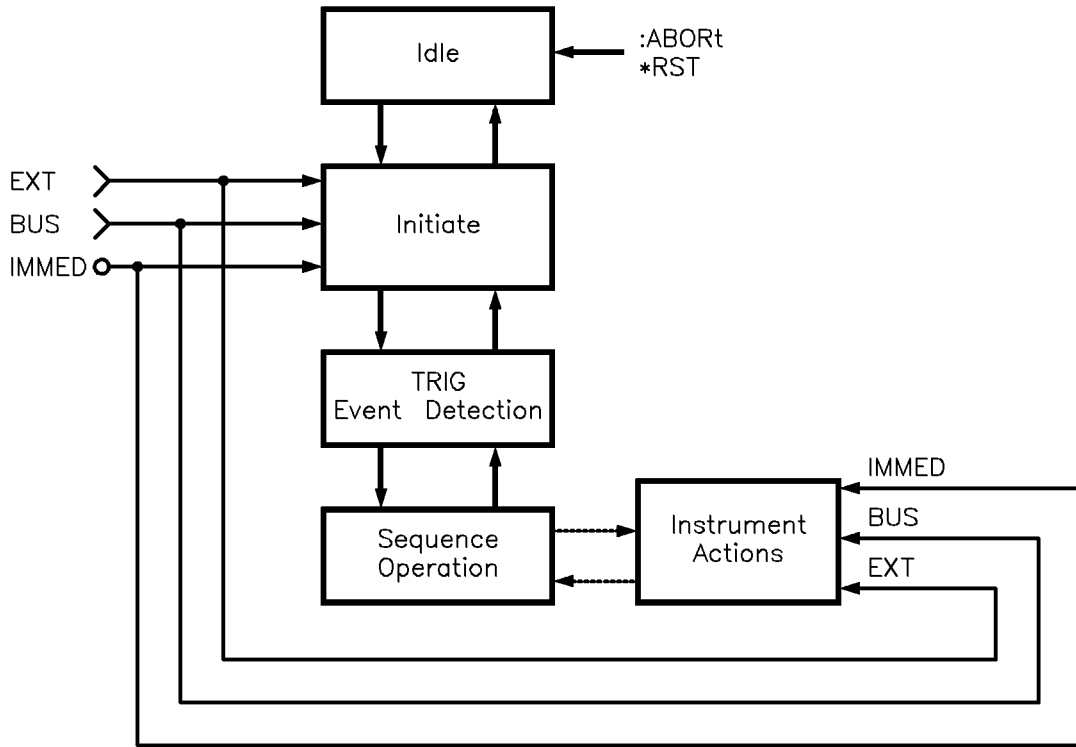 Idle
:ABORt
*RST
EXT
BUS
IMMED
Initiate
TRIG
Event Detection
Sequence
Operation
Instrument
Actions
IMMED
BUS
EXT